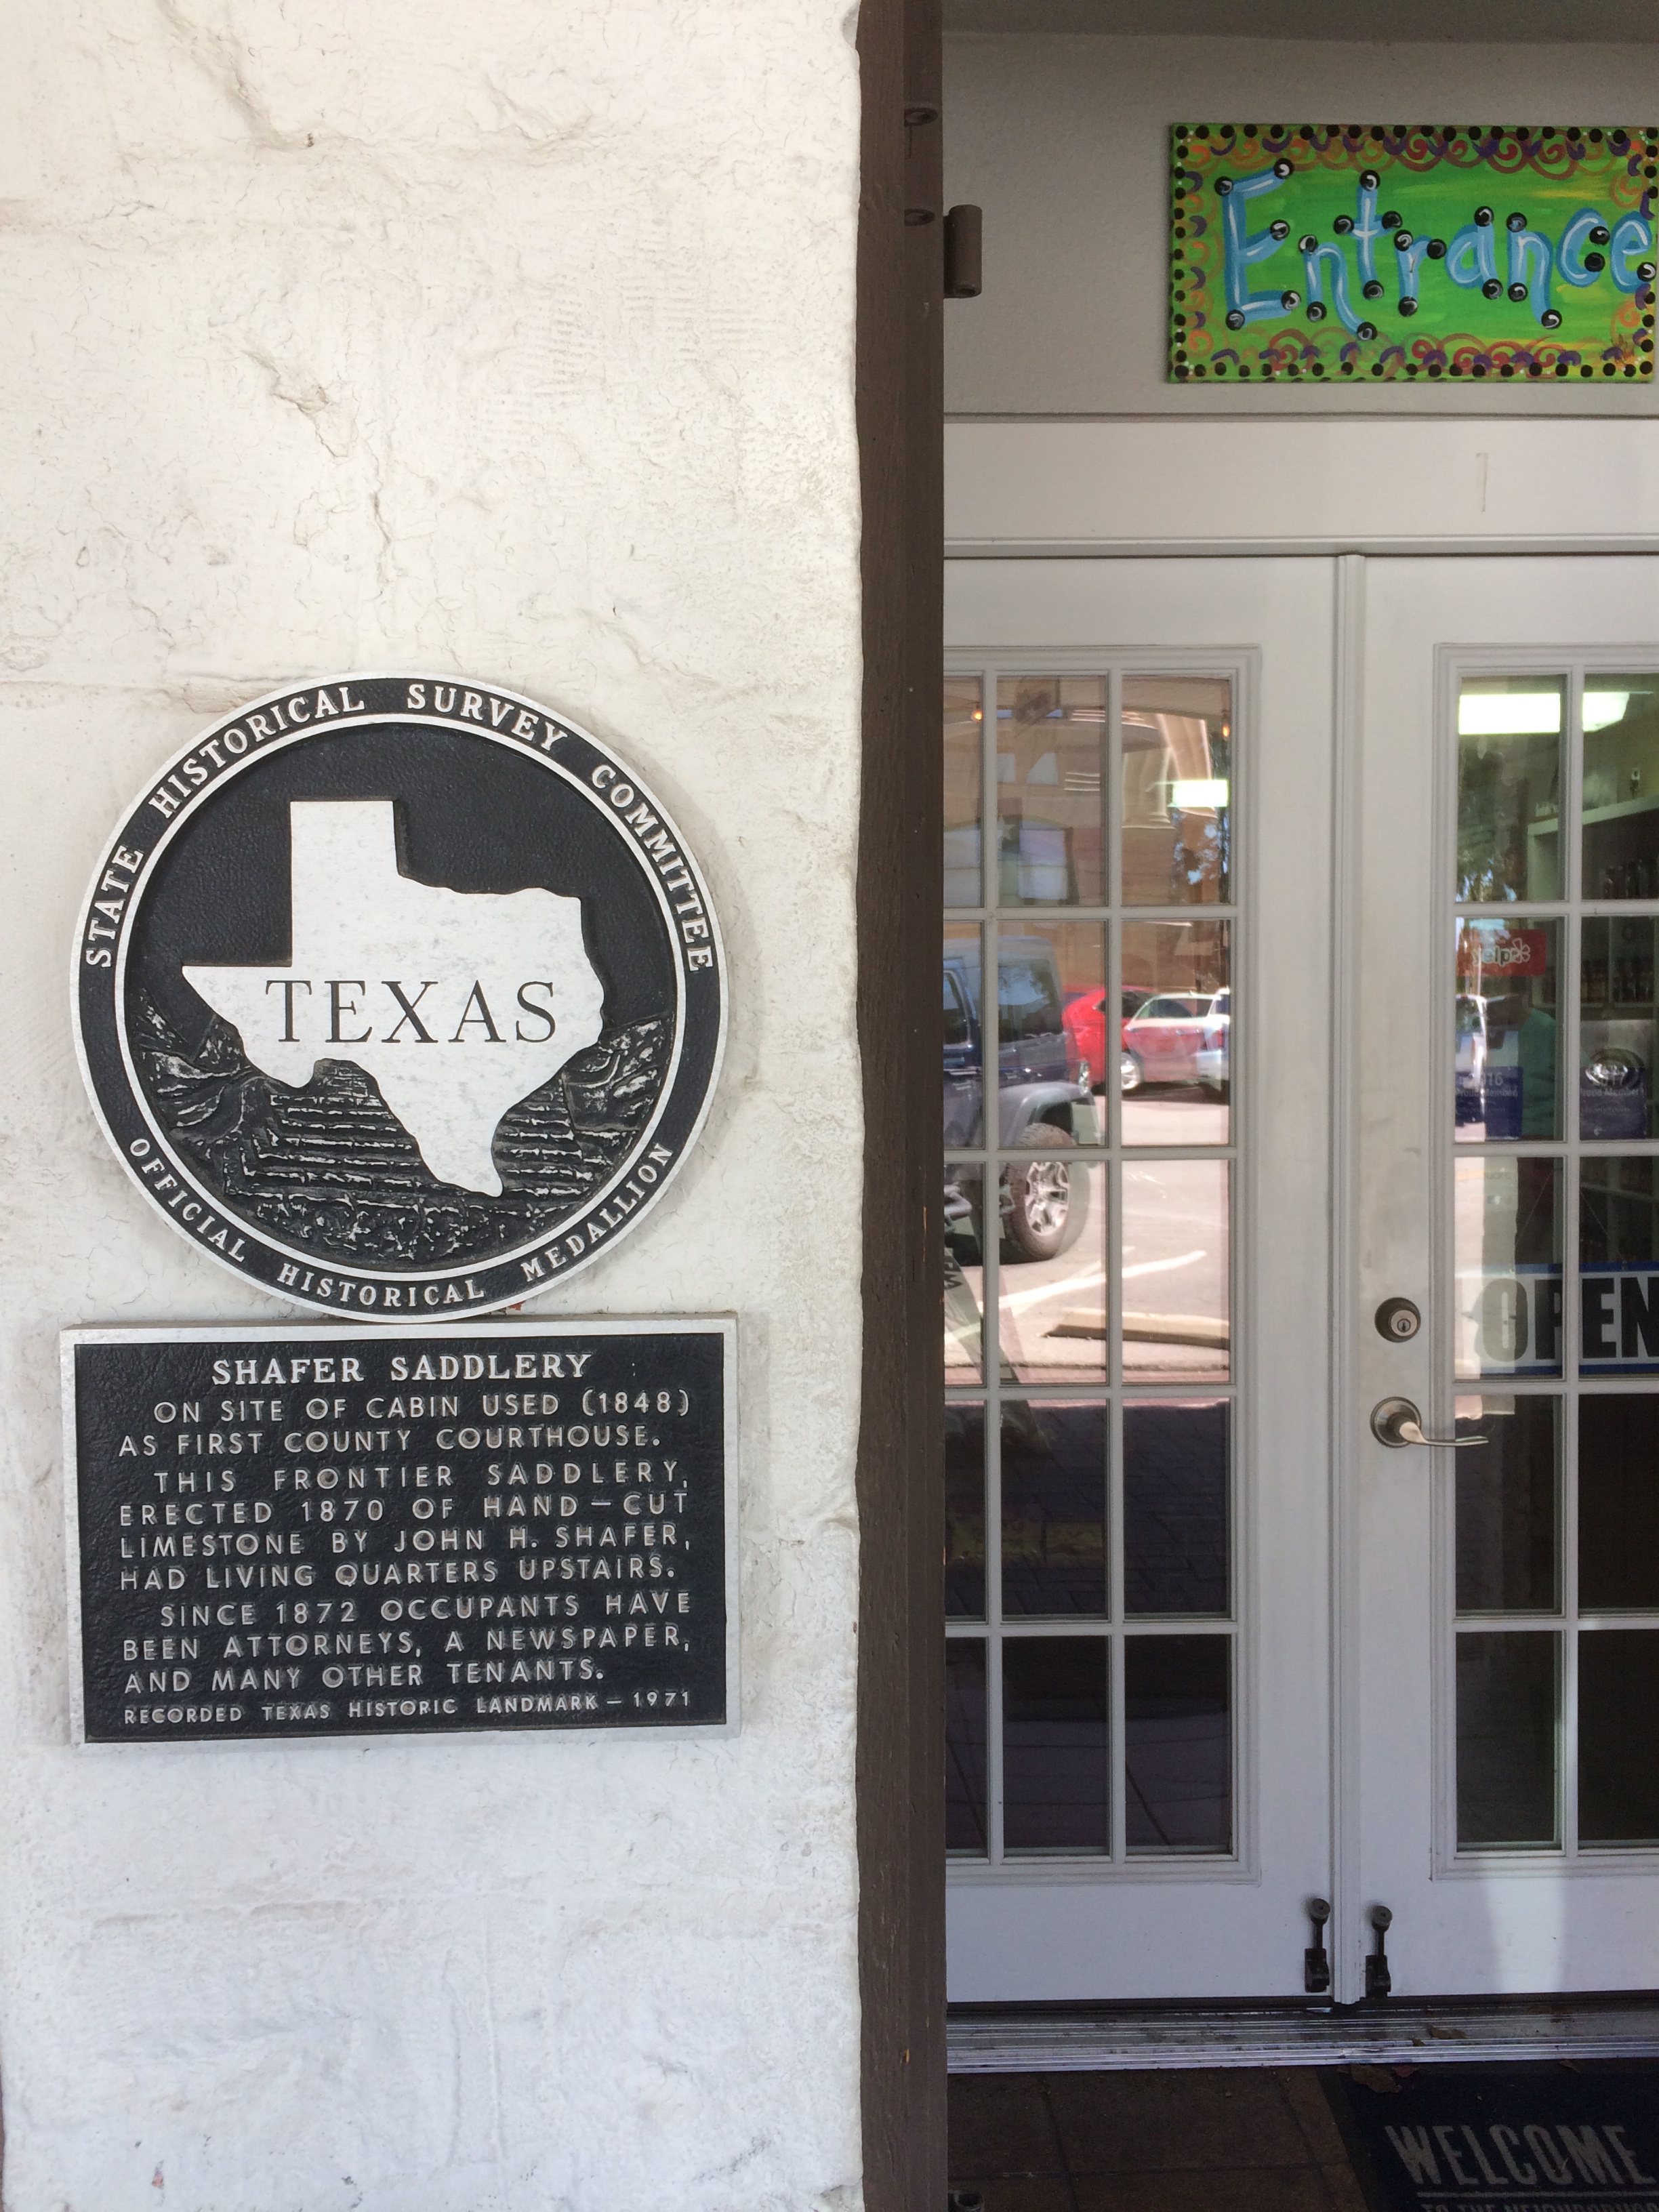 Entrance
STATE HISTORICAL SURVEY COMMITTEE
TEXAS
OFFICIAL HISTORICAL MEDALLION
SHAFER SADDLERY
ON SITE OF CABIN USED (1848)
AS FIRST COUNTY COURTHOUSE.
THIS FRONTIER SADDLERY,
ERECTED 1870 OF HAND—CUT
LIMESTONE BY JOHN H. SHAFER,
HAD LIVING QUARTERS UPSTAIRS.
SINCE 1872 OCCUPANTS HAVE
BEEN ATTORNEYS, A NEWSPAPER,
AND MANY OTHER TENANTS.
RECORDED TEXAS HISTORIC LANDMARK — 1971
yelp
OPEN
WELCOME